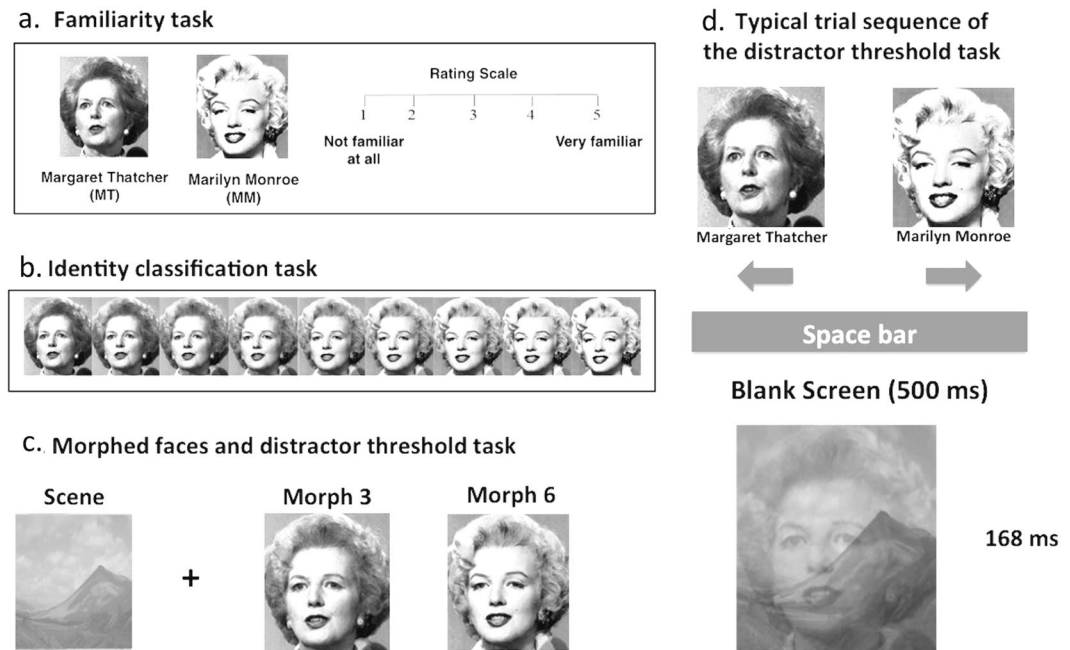 a. Familiarity task
Margaret Thatcher
(MT)
Marilyn Monroe
(MM)
Rating Scale
1 2 3 4 5
Not familiar
at all
Very familiar
b. Identity classification task
c. Morphed faces and distractor threshold task
Scene
+
Morph 3
Morph 6
d. Typical trial sequence of
the distractor threshold task
Margaret Thatcher
Marilyn Monroe
Space bar
Blank Screen (500 ms)
168 ms